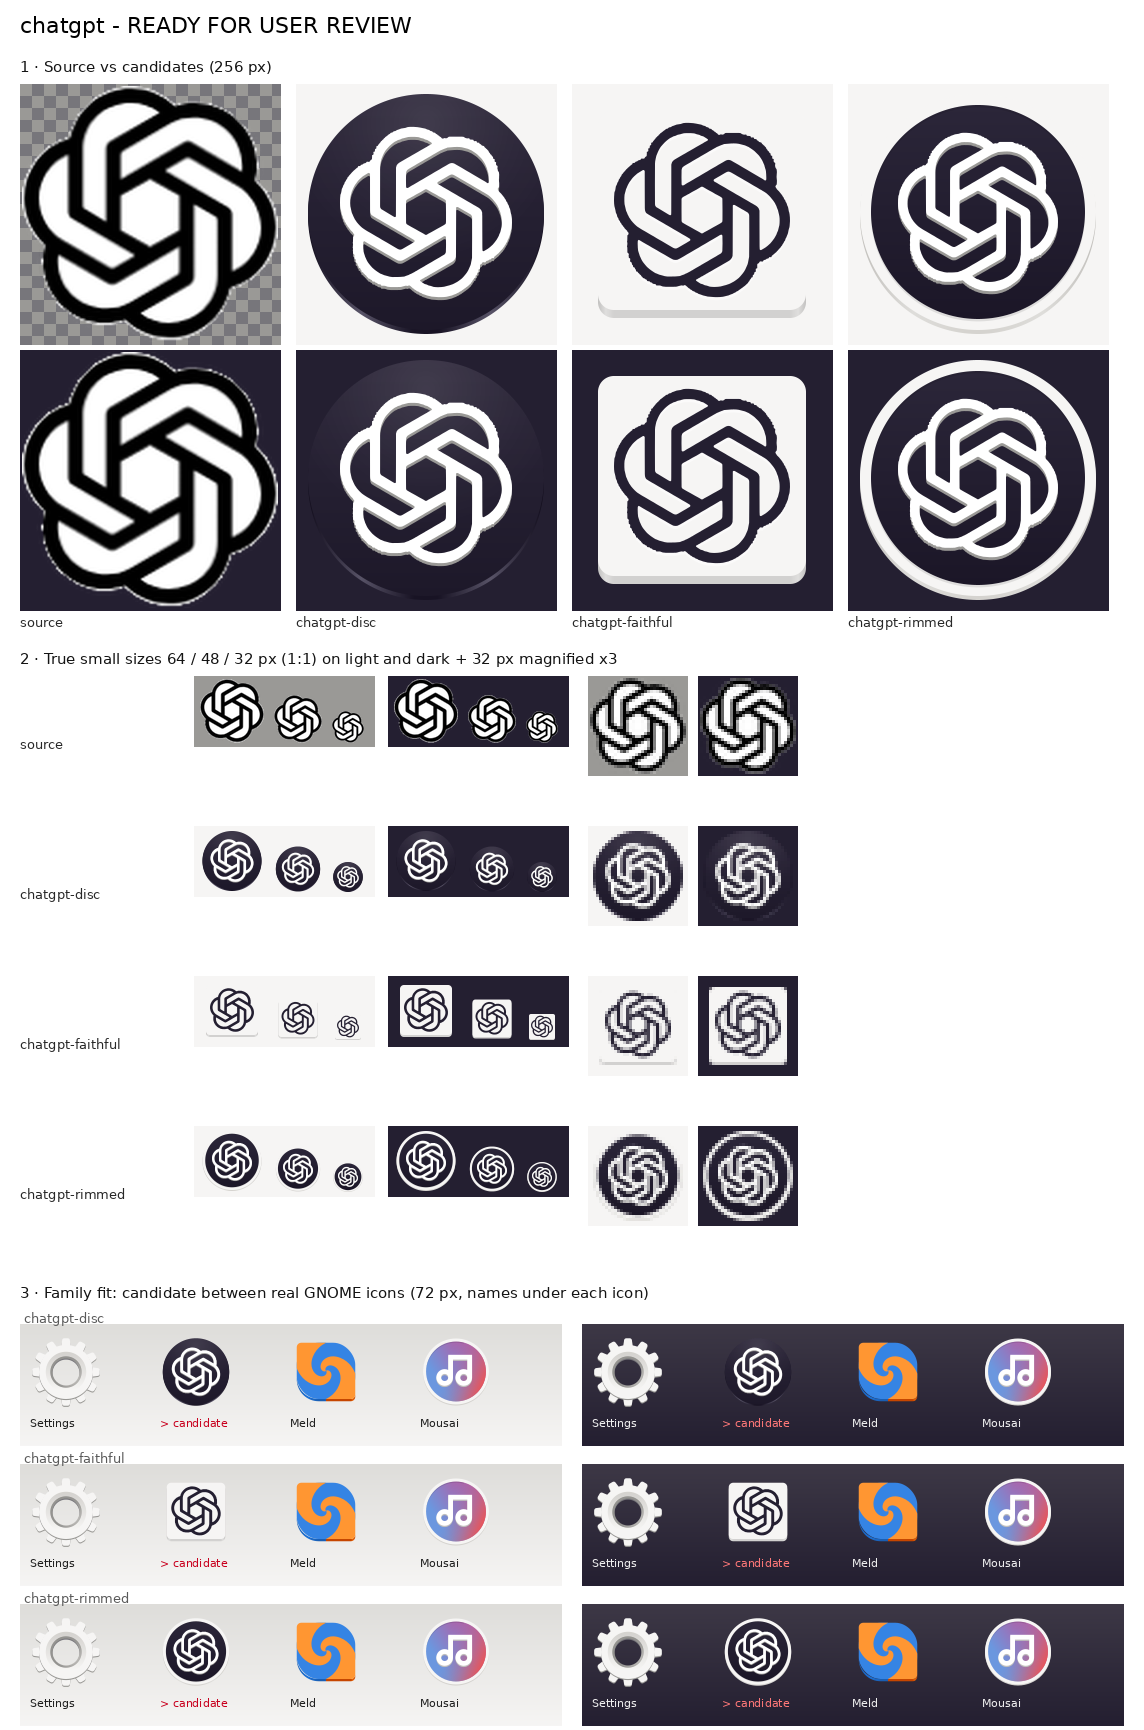 chatgpt - READY FOR USER REVIEW
1 · Source vs candidates (256 px)
source
chatgpt-disc
chatgpt-faithful
chatgpt-rimmed
2 · True small sizes 64 / 48 / 32 px (1:1) on light and dark + 32 px magnified x3
source
chatgpt-disc
chatgpt-faithful
chatgpt-rimmed
3 · Family fit: candidate between real GNOME icons (72 px, names under each icon)
chatgpt-disc
Settings > candidate Meld Mousai Settings > candidate Meld Mousai
chatgpt-faithful
Settings > candidate Meld Mousai Settings > candidate Meld Mousai
chatgpt-rimmed
Settings > candidate Meld Mousai Settings > candidate Meld Mousai